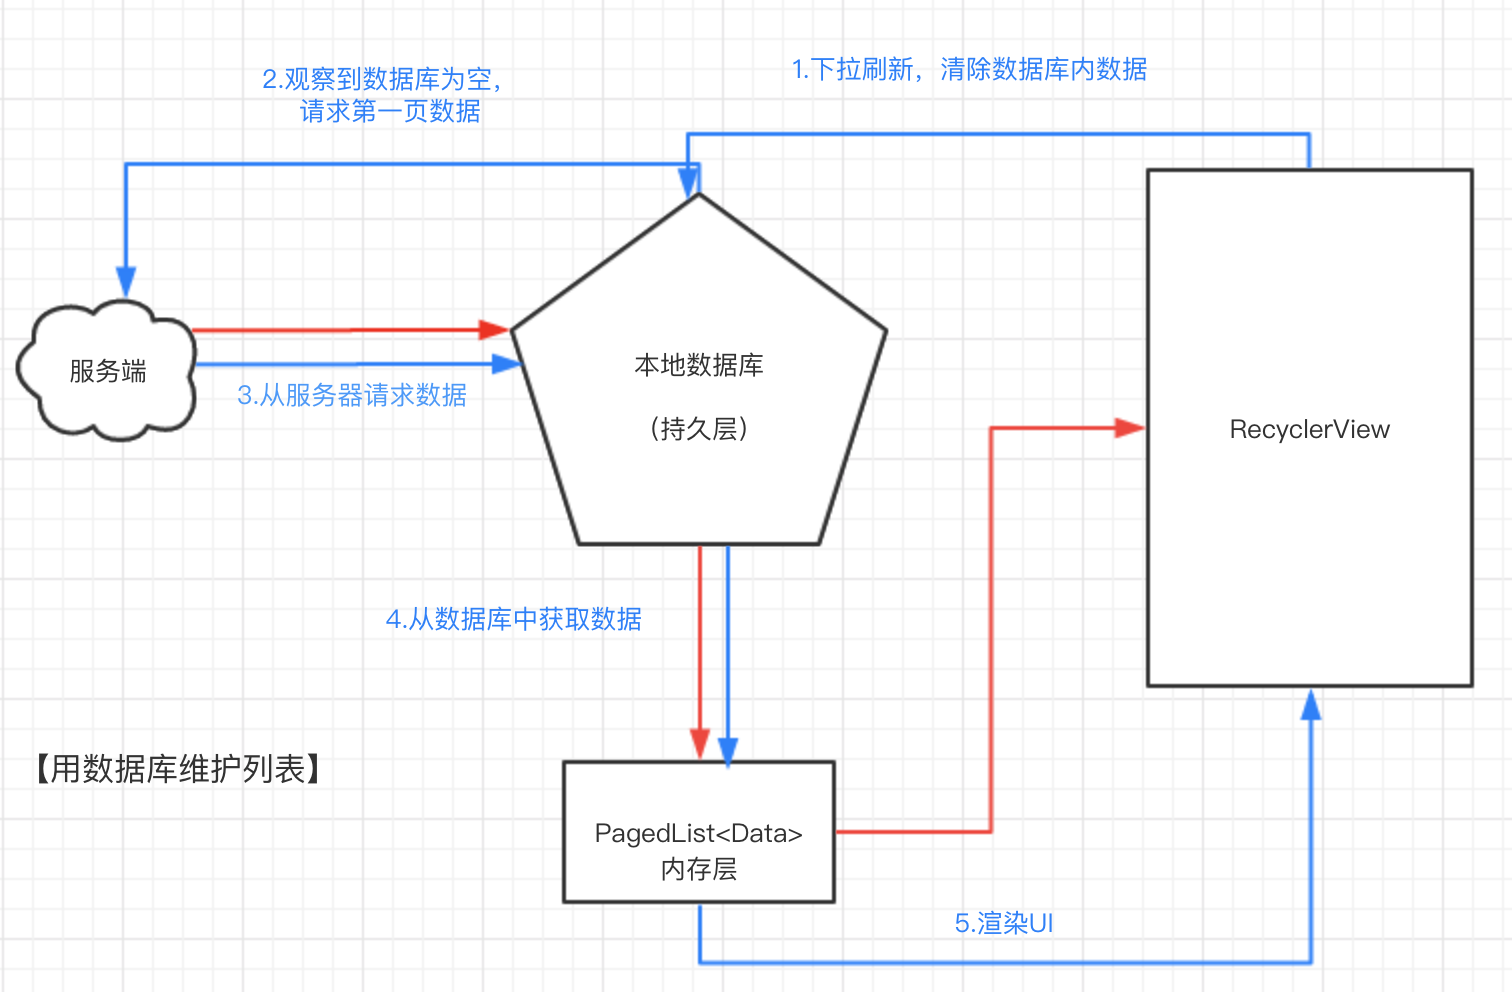 1.下拉刷新，清除数据库内数据
2.观察到数据库为空，
请求第一页数据
服务端
3.从服务器请求数据
本地数据库
（持久层）
RecyclerView
4.从数据库中获取数据
【用数据库维护列表】
PagedList<Data>
内存层
5.渲染UI